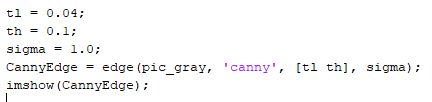 tl = 0.04;
th = 0.1;
sigma = 1.0;
CannyEdge = edge(pic_gray, 'canny', [tl th], sigma);
imshow(CannyEdge);